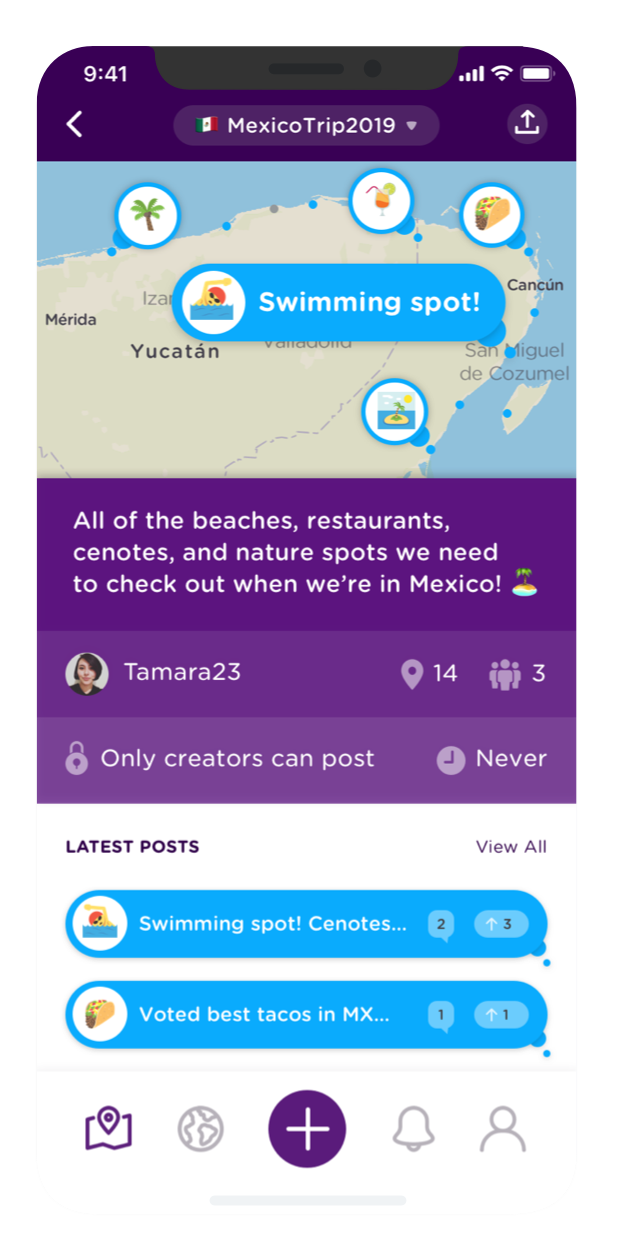 9:41
MexicoTrip2019
Cancún
Swimming spot!
Mérida
Yucatán
San Miguel
de Cozumel
All of the beaches, restaurants,
cenotes, and nature spots we need
to check out when we're in Mexico!
Tamara23 14 3
Only creators can post Never
LATEST POSTS View All
Swimming spot! Cenotes... 2 3
Voted best tacos in MX... 1 1